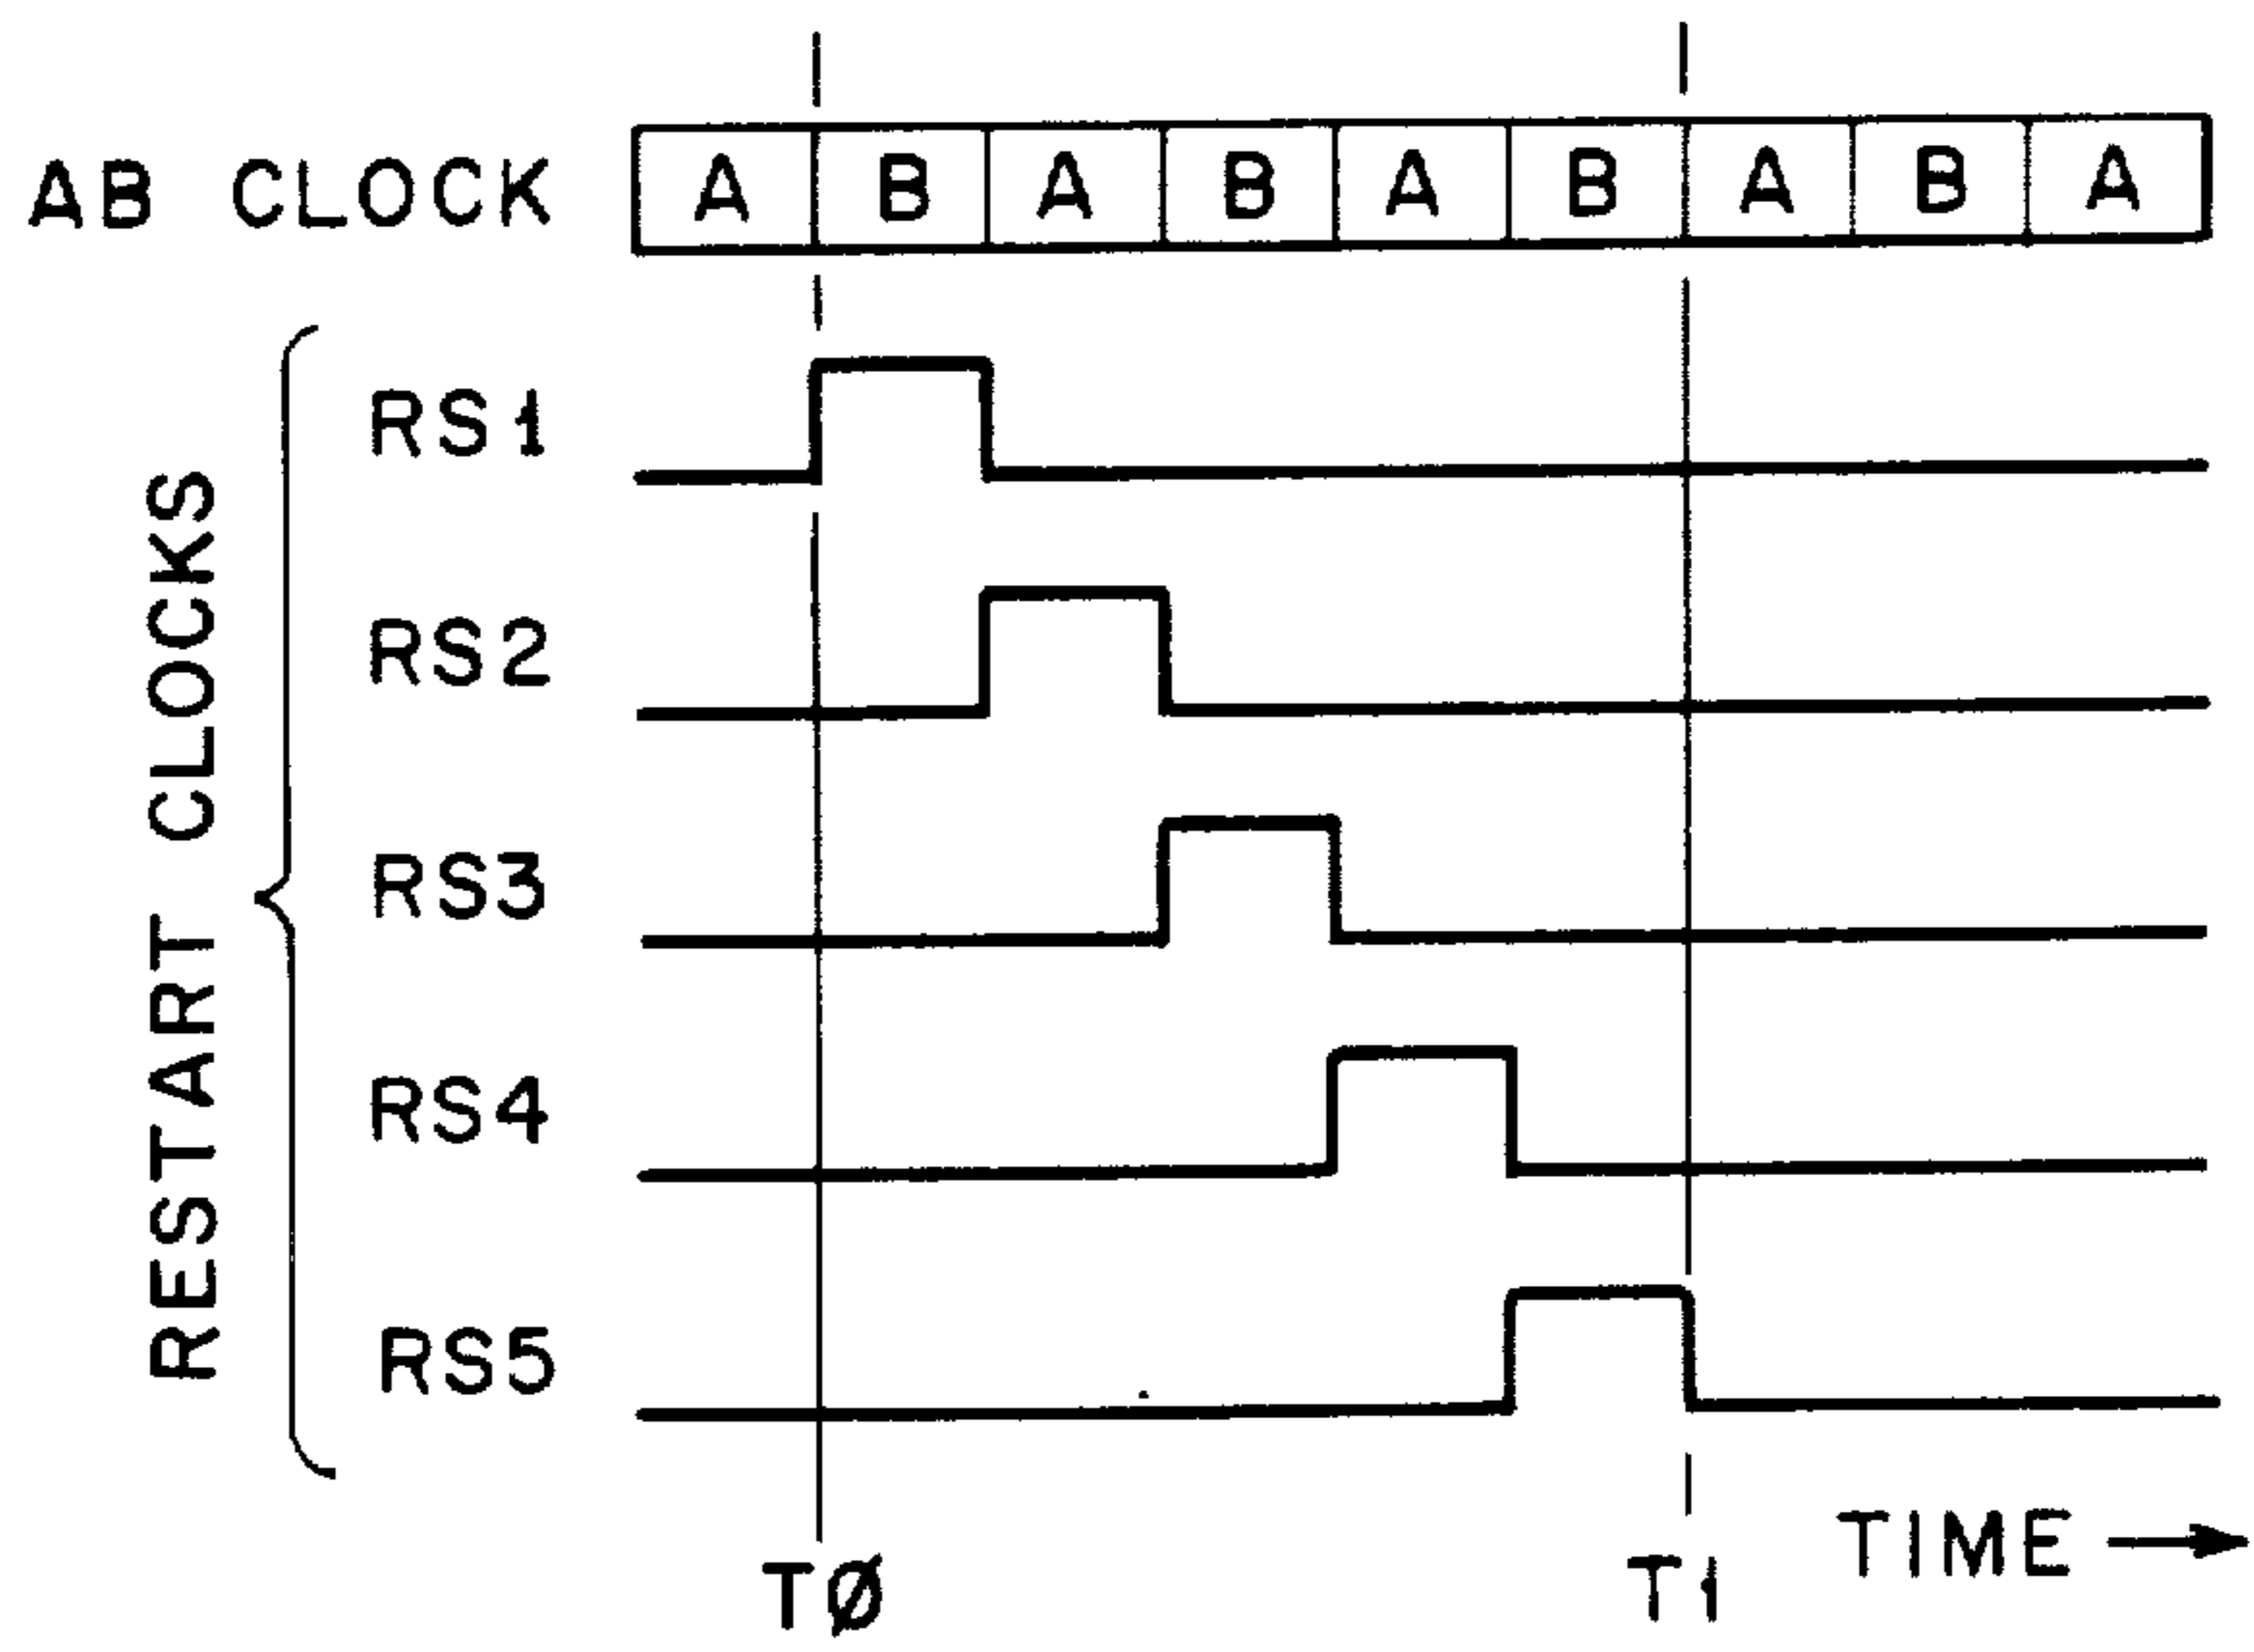 AB CLOCK A B A B A B A B A
RESTART CLOCKS
RS1
RS2
RS3
RS4
RS5
TØ T1 TIME